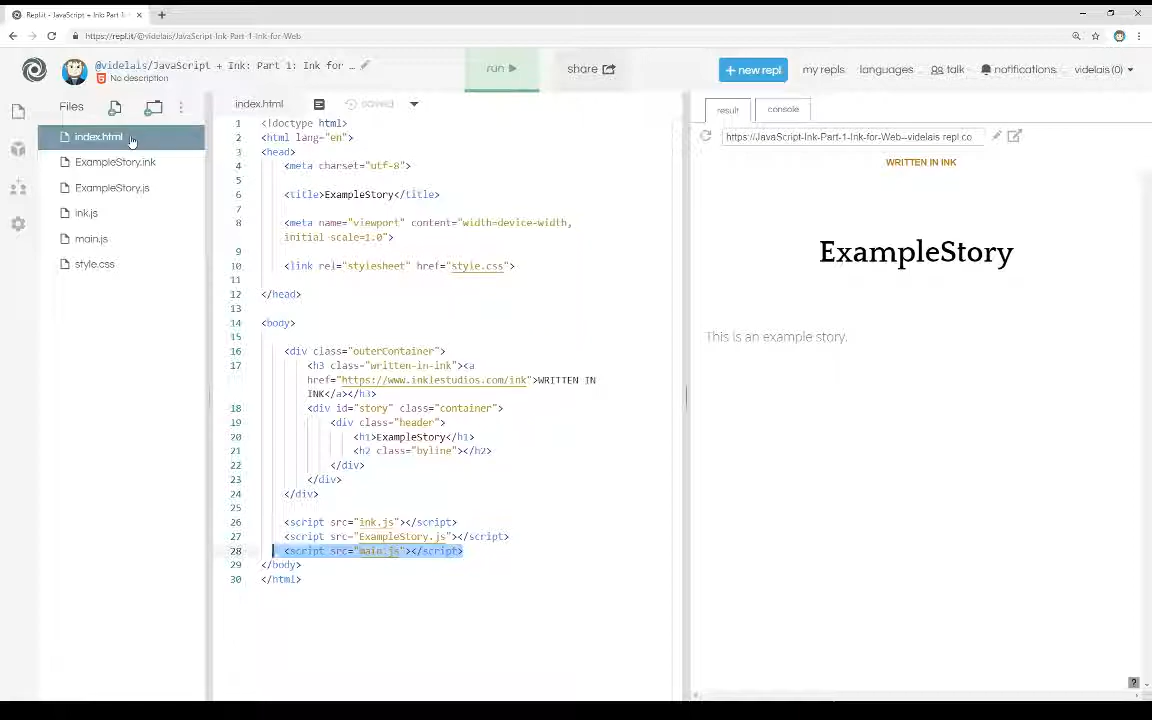 Repl.it - JavaScript + Ink: Part 1:
https://repl.it/@videlais/JavaScript-Ink-Part-1-Ink-for-Web
@videlais/JavaScript + Ink: Part 1: Ink for ...
No description
run
share
+ new repl
my repls
languages
talk
notifications
videlais (0)
Files
index.html
ExampleStory.ink
ExampleStory.js
ink.js
main.js
style.css
index.html
saved
1 <!doctype html>
2 <html lang="en">
3 <head>
4 <meta charset="utf-8">
5
6 <title>ExampleStory</title>
7
8 <meta name="viewport" content="width=device-width,
initial-scale=1.0">
9
10 <link rel="stylesheet" href="style.css">
11
12 </head>
13
14 <body>
15
16 <div class="outerContainer">
17 <h3 class="written-in-ink"><a
href="https://www.inklestudios.com/ink">WRITTEN IN
INK</a></h3>
18 <div id="story" class="container">
19 <div class="header">
20 <h1>ExampleStory</h1>
21 <h2 class="byline"></h2>
22 </div>
23 </div>
24 </div>
25
26 <script src="ink.js"></script>
27 <script src="ExampleStory.js"></script>
28 <script src="main.js"></script>
29 </body>
30 </html>
result
console
https://JavaScript-Ink-Part-1-Ink-for-Web--videlais.repl.co
WRITTEN IN INK
ExampleStory
This is an example story.
?